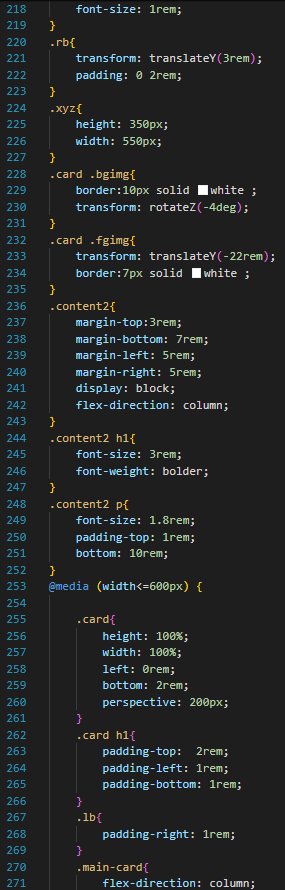 218 font-size: 1rem;
219 }
220 .rb{
221 transform: translateY(3rem);
222 padding: 0 2rem;
223 }
224 .xyz{
225 height: 350px;
226 width: 550px;
227 }
228 .card .bgimg{
229 border:10px solid white ;
230 transform: rotateZ(-4deg);
231 }
232 .card .fgimg{
233 transform: translateY(-22rem);
234 border:7px solid white ;
235 }
236 .content2{
237 margin-top:3rem;
238 margin-bottom: 7rem;
239 margin-left: 5rem;
240 margin-right: 5rem;
241 display: block;
242 flex-direction: column;
243 }
244 .content2 h1{
245 font-size: 3rem;
246 font-weight: bolder;
247 }
248 .content2 p{
249 font-size: 1.8rem;
250 padding-top: 1rem;
251 bottom: 10rem;
252 }
253 @media (width<=600px) {
254
255 .card{
256 height: 100%;
257 width: 100%;
258 left: 0rem;
259 bottom: 2rem;
260 perspective: 200px;
261 }
262 .card h1{
263 padding-top:  2rem;
264 padding-left: 1rem;
265 padding-bottom: 1rem;
266 }
267 .lb{
268 padding-right: 1rem;
269 }
270 .main-card{
271 flex-direction: column;